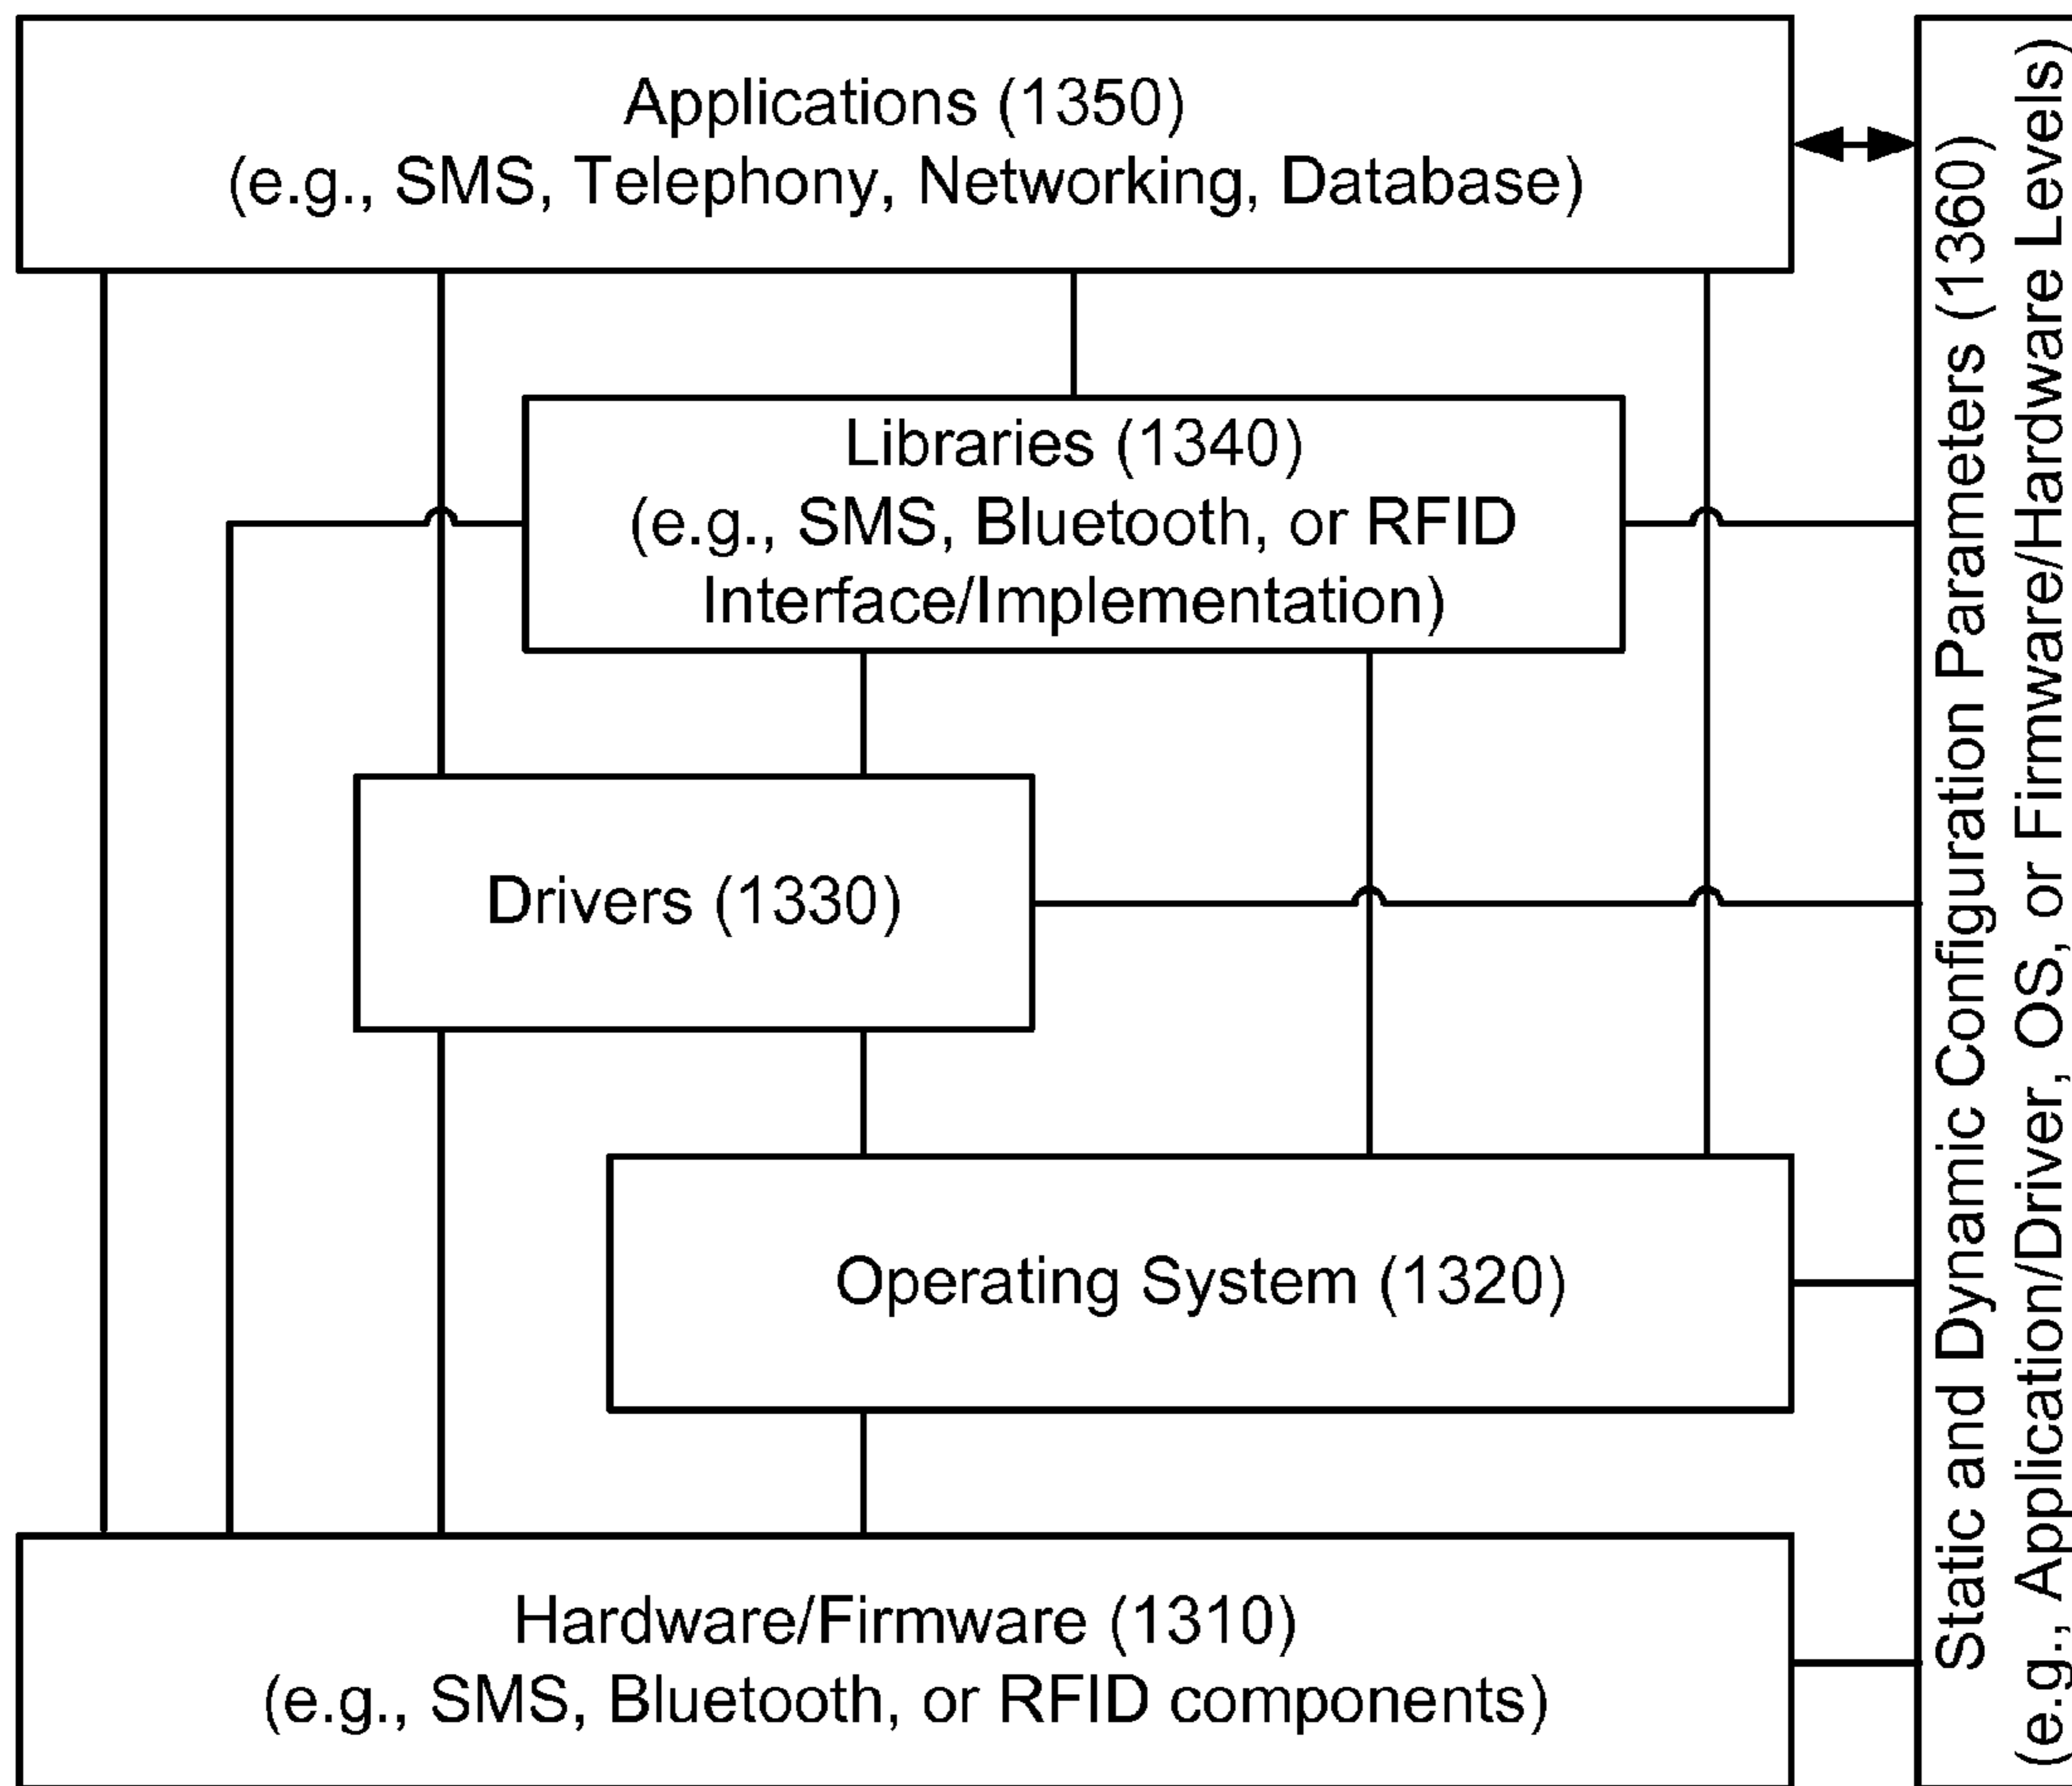 Applications (1350)
(e.g., SMS, Telephony, Networking, Database)
Libraries (1340)
(e.g., SMS, Bluetooth, or RFID
Interface/Implementation)
Drivers (1330)
Operating System (1320)
Hardware/Firmware (1310)
(e.g., SMS, Bluetooth, or RFID components)
Static and Dynamic Configuration Parameters (1360)
(e.g., Application/Driver, OS, or Firmware/Hardware Levels)